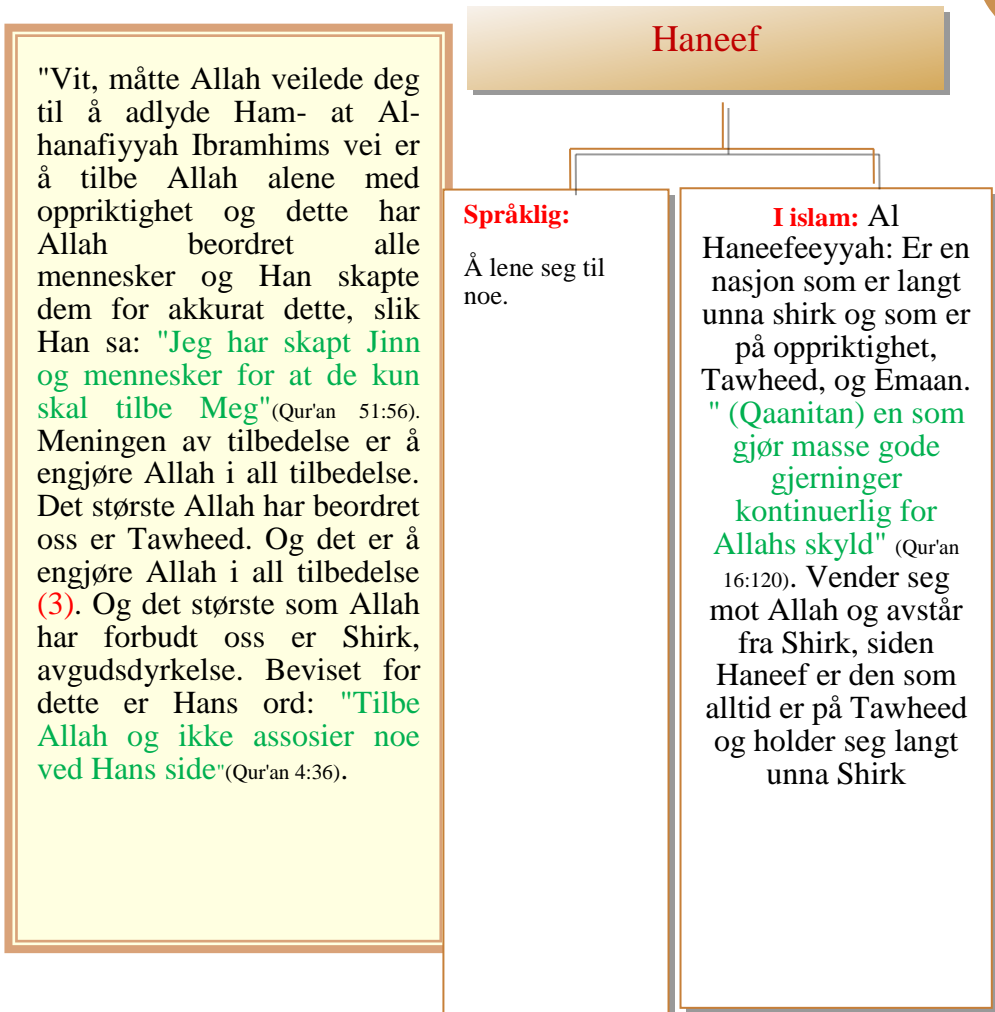 Haneef
"Vit, måtte Allah veilede deg
til å adlyde Ham- at Al-
hanafiyyah Ibramhims vei er
å tilbe Allah alene med
oppriktighet og dette har
Allah beordret alle
mennesker og Han skapte
dem for akkurat dette, slik
Han sa: "Jeg har skapt Jinn
og mennesker for at de kun
skal tilbe Meg"(Qur'an 51:56).
Meningen av tilbedelse er å
engjøre Allah i all tilbedelse.
Det største Allah har beordret
oss er Tawheed. Og det er å
engjøre Allah i all tilbedelse
(3). Og det største som Allah
har forbudt oss er Shirk,
avgudsdyrkelse. Beviset for
dette er Hans ord: "Tilbe
Allah og ikke assosier noe
ved Hans side"(Qur'an 4:36).
Språklig:
Å lene seg til
noe.
I islam: Al
Haneefeeyyah: Er en
nasjon som er langt
unna shirk og som er
på oppriktighet,
Tawheed, og Emaan.
" (Qaanitan) en som
gjør masse gode
gjerninger
kontinuerlig for
Allahs skyld" (Qur'an
16:120). Vender seg
mot Allah og avstår
fra Shirk, siden
Haneef er den som
alltid er på Tawheed
og holder seg langt
unna Shirk